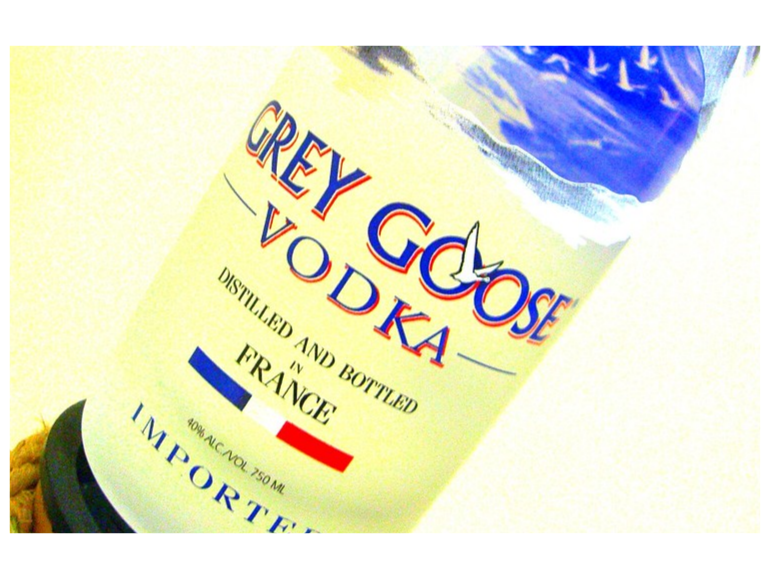 GREY GOOSE
VODKA
DISTILLED AND BOTTLED
IN
FRANCE
40% ALC./VOL. 750 ML
IMPORTE